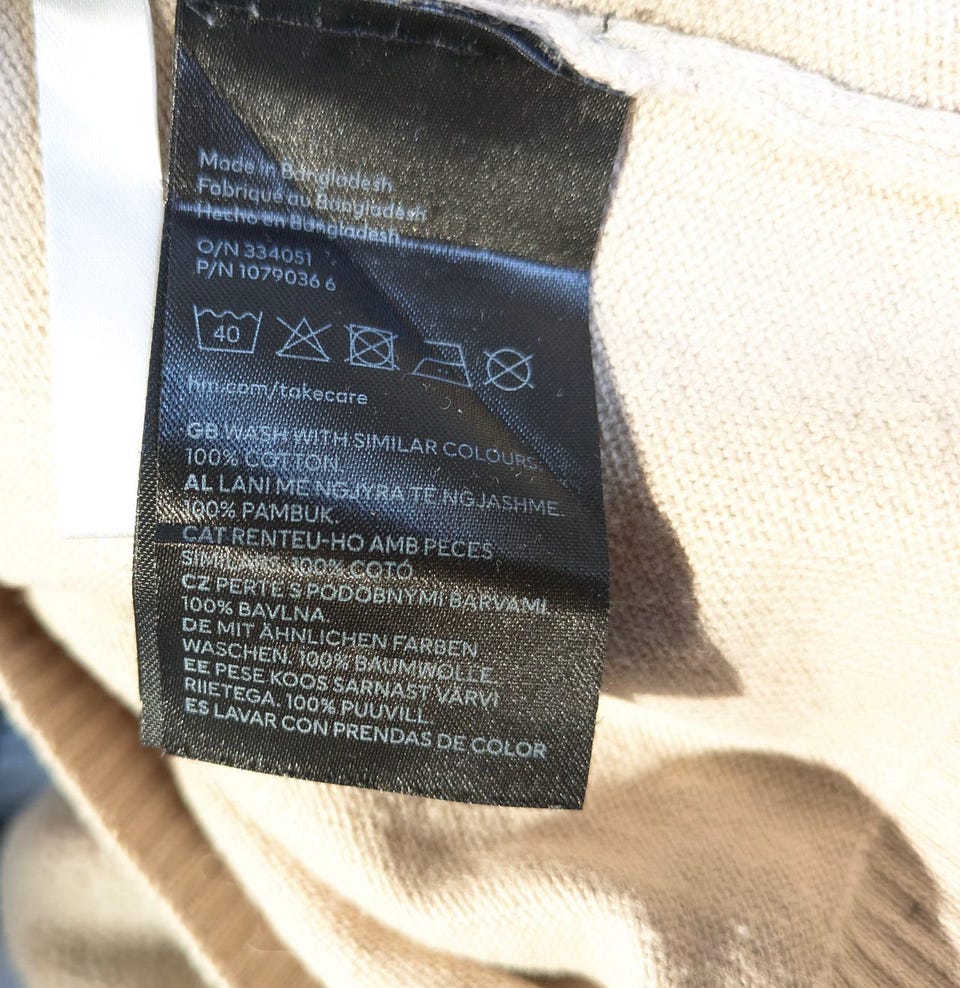 Made in Bangladesh
Fabriqué au Bangladesh
Hecho en Bangladesh
O/N 334051
P/N 1079036 6
40
hm.com/takecare
GB WASH WITH SIMILAR COLOURS
100% COTTON
AL LANI ME NGJYRA TE NGJASHME.
100% PAMBUK.
CAT RENTEU-HO AMB PECES
SIMILARS. 100% COTÓ
CZ PERTE S PODOBNÝMI BARVAMI.
100% BAVLNA
DE MIT ÄHNLICHEN FARBEN
WASCHEN. 100% BAUMWOLLE
EE PESE KOOS SARNAST VÄRVI
RIIETEGA. 100% PUUVILL.
ES LAVAR CON PRENDAS DE COLOR